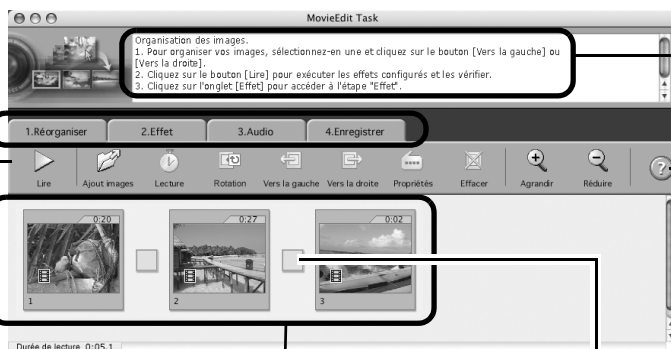 MovieEdit Task
Organisation des images.
1. Pour organiser vos images, sélectionnez-en une et cliquez sur le bouton [Vers la gauche] ou
[Vers la droite].
2. Cliquez sur le bouton [Lire] pour exécuter les effets configurés et les vérifier.
3. Cliquez sur l'onglet [Effet] pour accéder à l'étape "Effet".
1.Réorganiser 2.Effet 3.Audio 4.Enregistrer
Lire Ajout images Lecture Rotation Vers la gauche Vers la droite Propriétés Effacer Agrandir Réduire ?
0:20 0:27 0:02
1 2 3
Durée de lecture 0:05.1